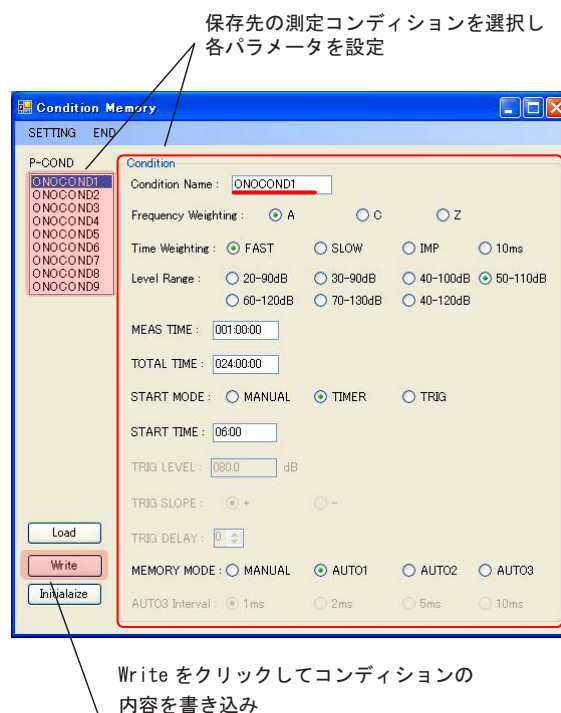 保存先の測定コンディションを選択し
各パラメータを設定
Condition Memory
SETTING END
P-COND
ONOCOND1
ONOCOND2
ONOCOND3
ONOCOND4
ONOCOND5
ONOCOND6
ONOCOND7
ONOCOND8
ONOCOND9
Condition
Condition Name : ONOCOND1
Frequency Weighting : A C Z
Time Weighting : FAST SLOW IMP 10ms
Level Range : 20-90dB 30-90dB 40-100dB 50-110dB
60-120dB 70-130dB 40-120dB
MEAS TIME : 001:00:00
TOTAL TIME : 024:00:00
START MODE : MANUAL TIMER TRIG
START TIME : 06:00
TRIG LEVEL : 080.0 dB
TRIG SLOPE : + -
TRIG DELAY : 0
MEMORY MODE : MANUAL AUTO1 AUTO2 AUTO3
AUTO3 Interval : 1ms 2ms 5ms 10ms
Load
Write
Initialaize
Write をクリックしてコンディションの
内容を書き込み